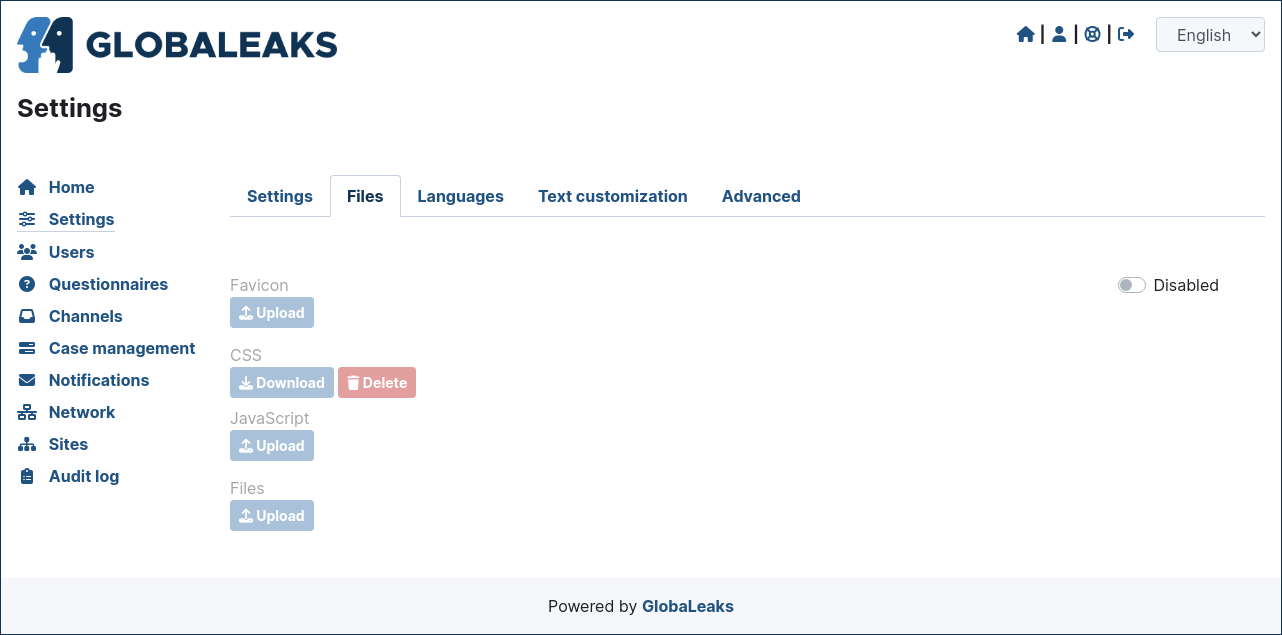 GLOBALEAKS
| | |
English
Settings
Home
Settings
Users
Questionnaires
Channels
Case management
Notifications
Network
Sites
Audit log
Settings Files Languages Text customization Advanced
Favicon
Disabled
Upload
CSS
Download Delete
JavaScript
Upload
Files
Upload
Powered by GlobaLeaks